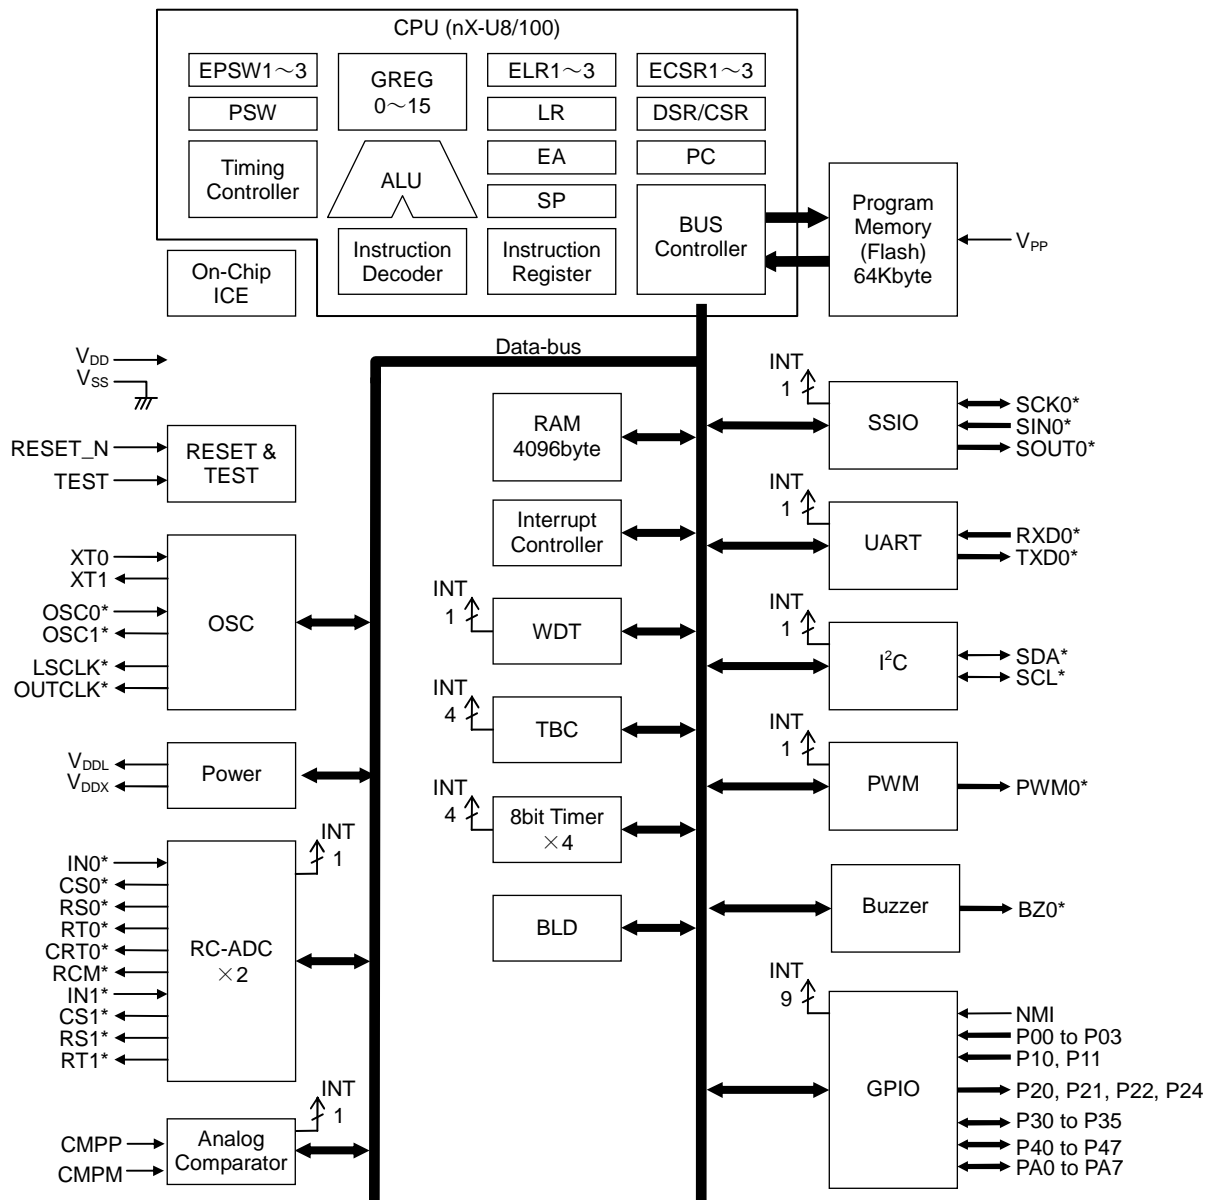 CPU (nX-U8/100)
EPSW1~3
GREG
0~15
ELR1~3
ECSR1~3
PSW
LR
DSR/CSR
Timing
Controller
ALU
EA
PC
SP
BUS
Controller
Instruction
Decoder
Instruction
Register
On-Chip
ICE
Program
Memory
(Flash)
64Kbyte
VPP
Data-bus
VDD
VSS
RESET_N
TEST
RESET &
TEST
XT0
XT1
OSC0*
OSC1*
LSCLK*
OUTCLK*
OSC
VDDL
VDDX
Power
IN0*
CS0*
RS0*
RT0*
CRT0*
RCM*
IN1*
CS1*
RS1*
RT1*
RC-ADC
×2
INT
1
CMPP
CMPM
Analog
Comparator
INT
1
RAM
4096byte
Interrupt
Controller
INT
1
WDT
INT
4
TBC
INT
4
8bit Timer
×4
BLD
INT
1
SSIO
SCK0*
SIN0*
SOUT0*
INT
1
UART
RXD0*
TXD0*
INT
1
I²C
SDA*
SCL*
INT
1
PWM
PWM0*
Buzzer
BZ0*
INT
9
GPIO
NMI
P00 to P03
P10, P11
P20, P21, P22, P24
P30 to P35
P40 to P47
PA0 to PA7